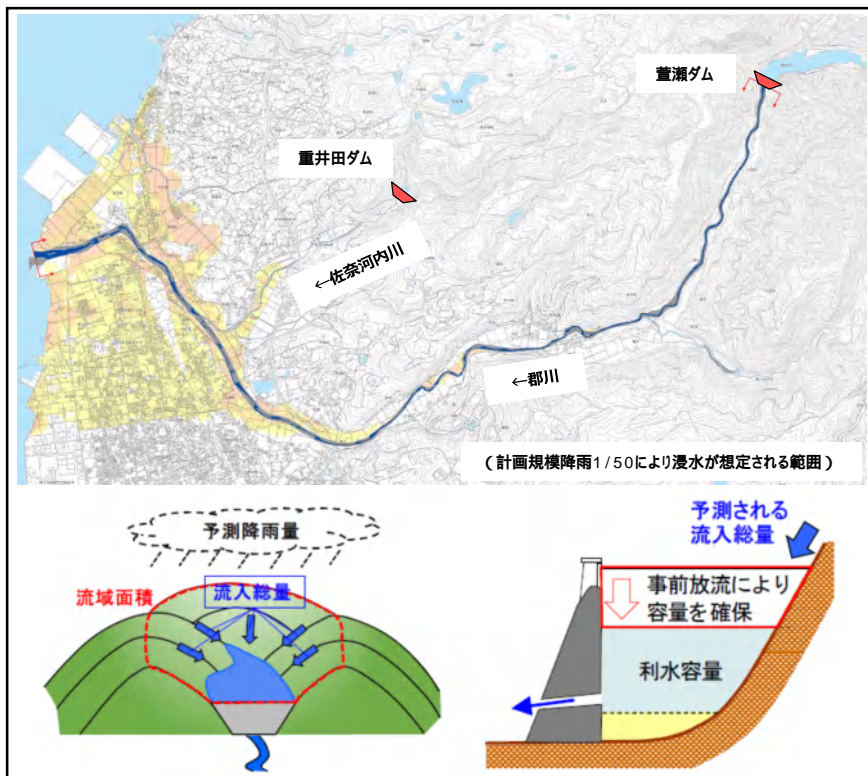 萱瀬ダム
重井田ダム
←佐奈河内川
←郡川
（計画規模降雨1/50により浸水が想定される範囲）
予測降雨量
流域面積
流入総量
予測される
流入総量
事前放流により
容量を確保
利水容量